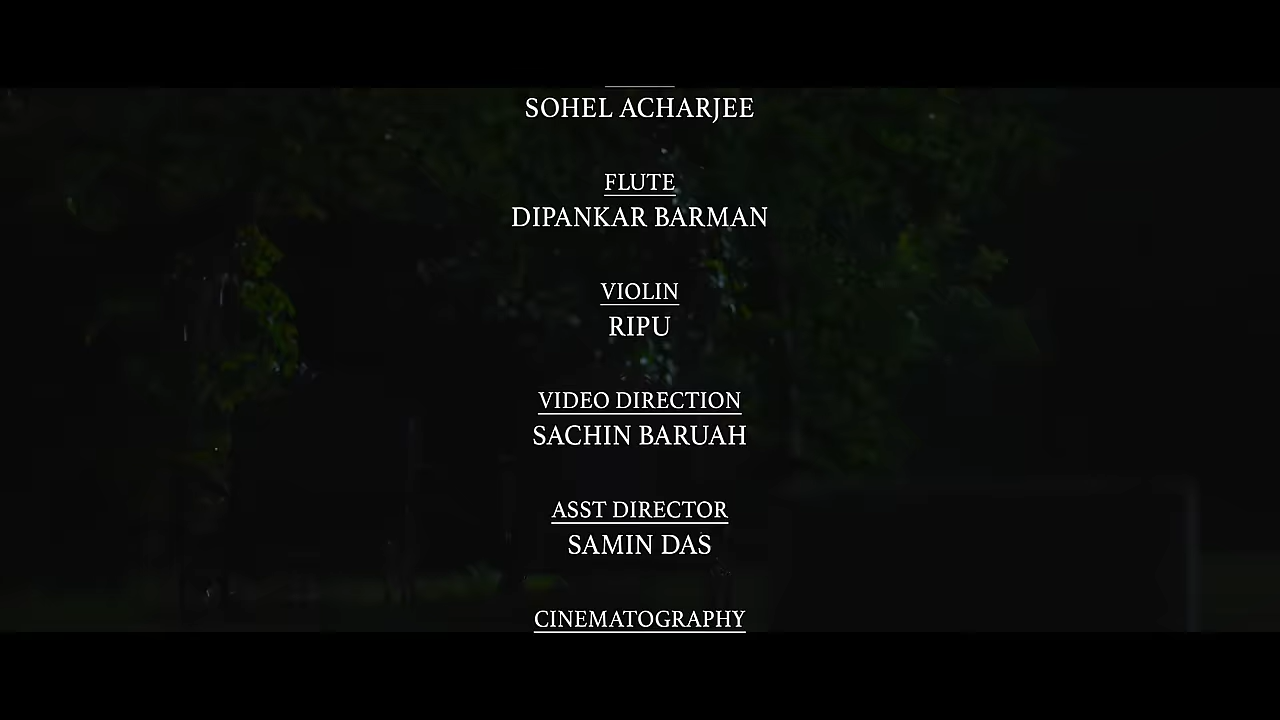 SOHEL ACHARJEE
FLUTE
DIPANKAR BARMAN
VIOLIN
RIPU
VIDEO DIRECTION
SACHIN BARUAH
ASST DIRECTOR
SAMIN DAS
CINEMATOGRAPHY